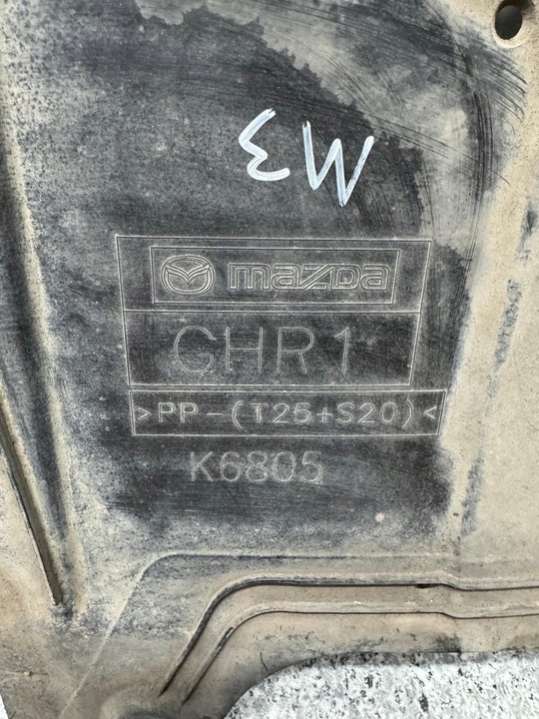 M3
mazda
GHR1
>PP-(T25+S20)<
K6805